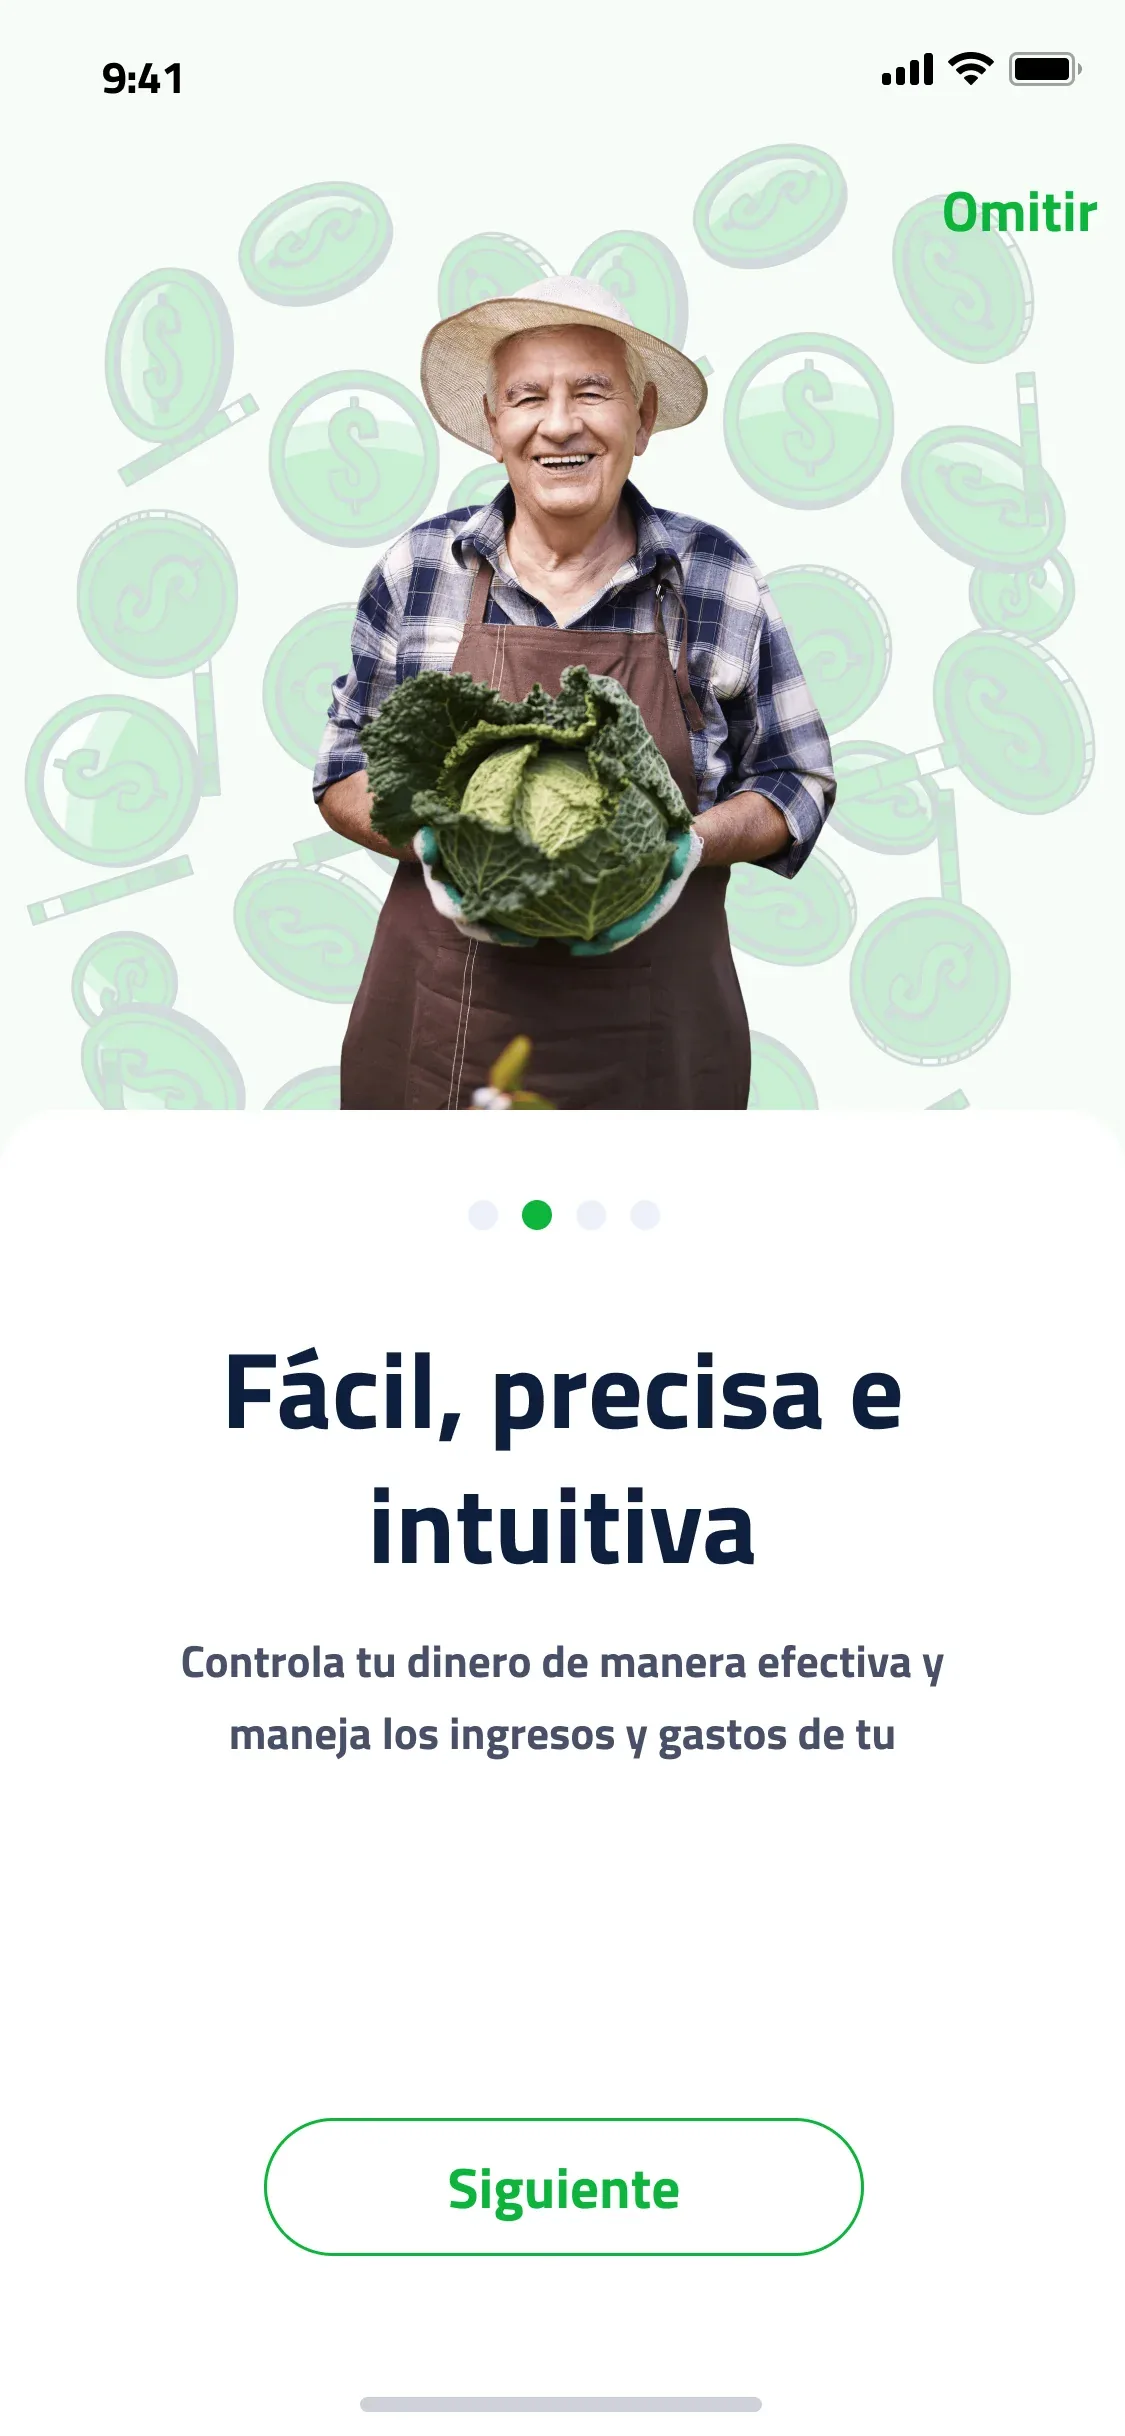 9:41
Omitir
Fácil, precisa e
intuitiva
Controla tu dinero de manera efectiva y
maneja los ingresos y gastos de tu
Siguiente